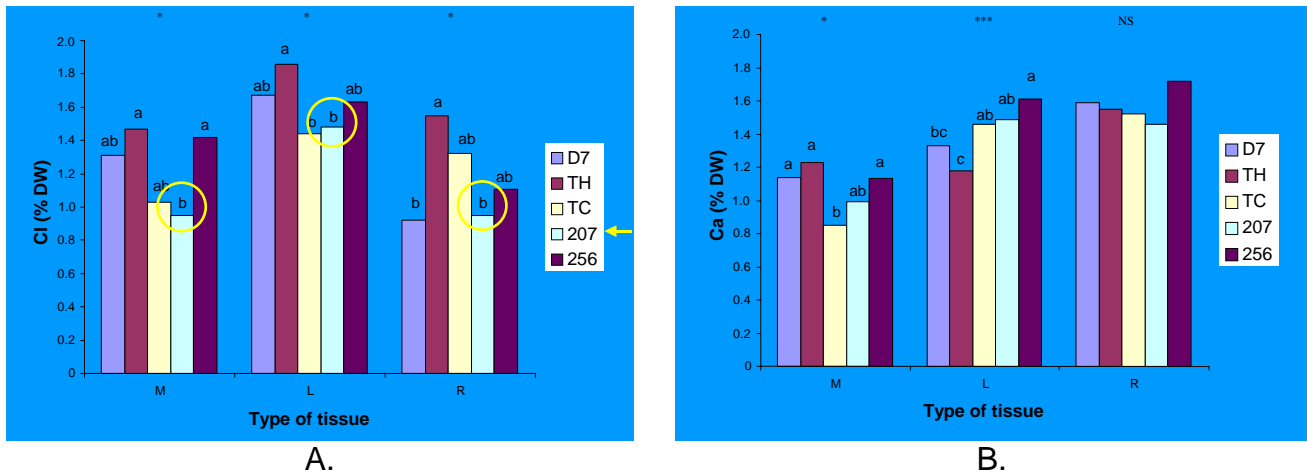 * * *
2.0
1.8
1.6
1.4
1.2
1.0
0.8
0.6
0.4
0.2
0
Cl (% DW)
ab a ab b a
ab a b b ab
b a ab b ab
M L R
Type of tissue
D7
TH
TC
207
256
A.
* *** NS
2.0
1.8
1.6
1.4
1.2
1.0
0.8
0.6
0.4
0.2
0
Ca (% DW)
a a b ab a
bc c ab ab a
M L R
Type of tissue
D7
TH
TC
207
256
B.